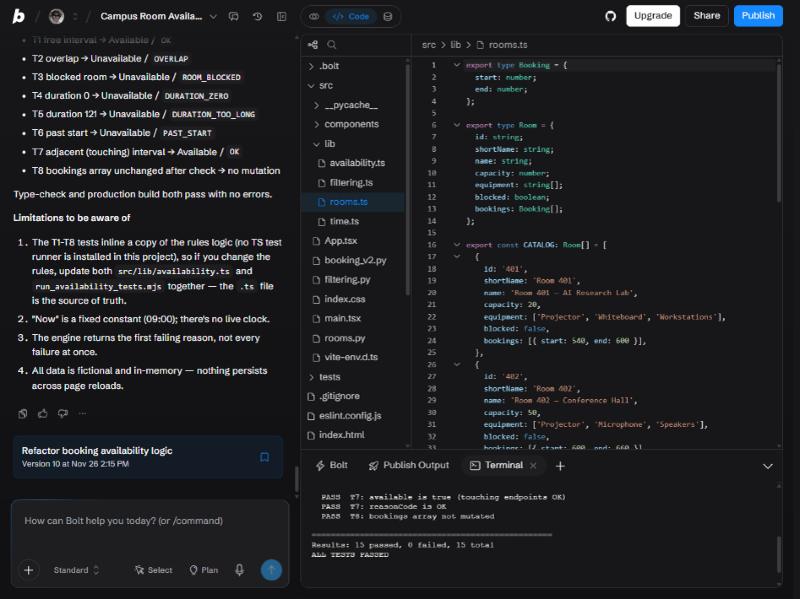 Campus Room Availa...
Code
Upgrade
Share
Publish
T1 free interval → Available / OK
T2 overlap → Unavailable / OVERLAP
T3 blocked room → Unavailable / ROOM_BLOCKED
T4 duration 0 → Unavailable / DURATION_ZERO
T5 duration 121 → Unavailable / DURATION_TOO_LONG
T6 past start → Unavailable / PAST_START
T7 adjacent (touching) interval → Available / OK
T8 bookings array unchanged after check → no mutation
Type-check and production build both pass with no errors.
Limitations to be aware of
1. The T1-T8 tests inline a copy of the rules logic (no TS test
runner is installed in this project), so if you change the
rules, update both src/lib/availability.ts and
run_availability_tests.mjs together — the .ts file
is the source of truth.
2. "Now" is a fixed constant (09:00); there's no live clock.
3. The engine returns the first failing reason, not every
failure at once.
4. All data is fictional and in-memory — nothing persists
across page reloads.
Refactor booking availability logic
Version 10 at Nov 26 2:15 PM
How can Bolt help you today? (or /command)
Standard
Select
Plan
.bolt
src
__pycache__
components
lib
availability.ts
filtering.ts
rooms.ts
time.ts
App.tsx
booking_v2.py
filtering.py
index.css
main.tsx
rooms.py
vite-env.d.ts
tests
.gitignore
eslint.config.js
index.html
src > lib > rooms.ts
1 export type Booking = {
2 start: number;
3 end: number;
4 };
5
6 export type Room = {
7 id: string;
8 shortName: string;
9 name: string;
10 capacity: number;
11 equipment: string[];
12 blocked: boolean;
13 bookings: Booking[];
14 };
15
16 export const CATALOG: Room[] = [
17 {
18 id: '401',
19 shortName: 'Room 401',
20 name: 'Room 401 — AI Research Lab',
21 capacity: 20,
22 equipment: ['Projector', 'Whiteboard', 'Workstations'],
23 blocked: false,
24 bookings: [{ start: 540, end: 600 }],
25 },
26 {
27 id: '402',
28 shortName: 'Room 402',
29 name: 'Room 402 — Conference Hall',
30 capacity: 50,
31 equipment: ['Projector', 'Microphone', 'Speakers'],
32 blocked: false,
33 bookings: [{ start: 600, end: 660 }],
Bolt
Publish Output
Terminal
PASS T7: available is true (touching endpoints OK)
PASS T7: reasonCode is OK
PASS T8: bookings array not mutated
Results: 15 passed, 0 failed, 15 total
ALL TESTS PASSED